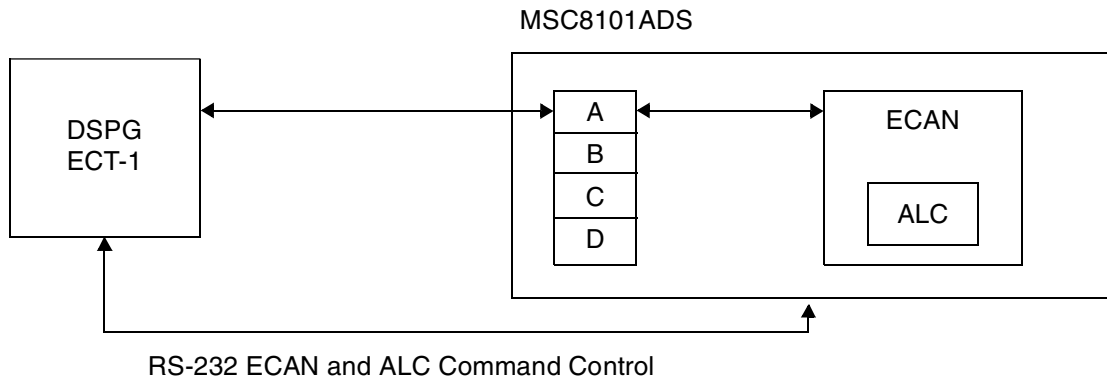 MSC8101ADS
DSPG
ECT-1
A
B
C
D
ECAN
ALC
RS-232 ECAN and ALC Command Control